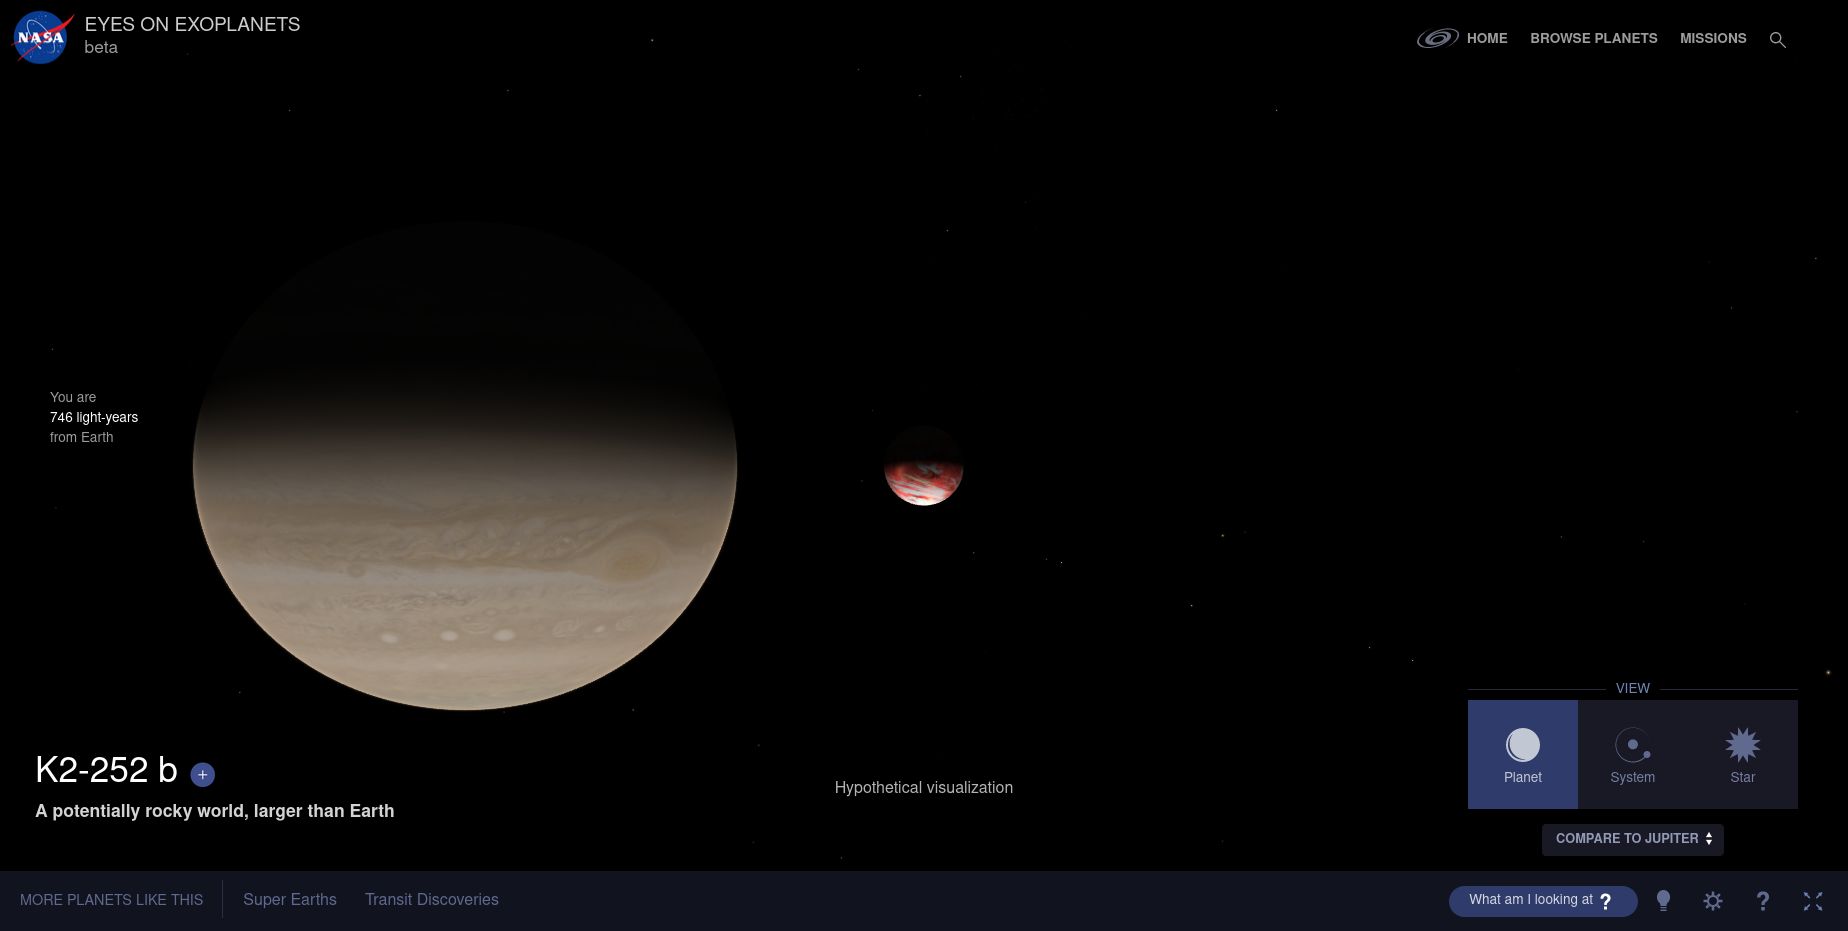 NASA
EYES ON EXOPLANETS
beta
HOME
BROWSE PLANETS
MISSIONS
You are
746 light-years
from Earth
K2-252 b +
A potentially rocky world, larger than Earth
Hypothetical visualization
VIEW
Planet
System
Star
COMPARE TO JUPITER
MORE PLANETS LIKE THIS
Super Earths
Transit Discoveries
What am I looking at ?
?